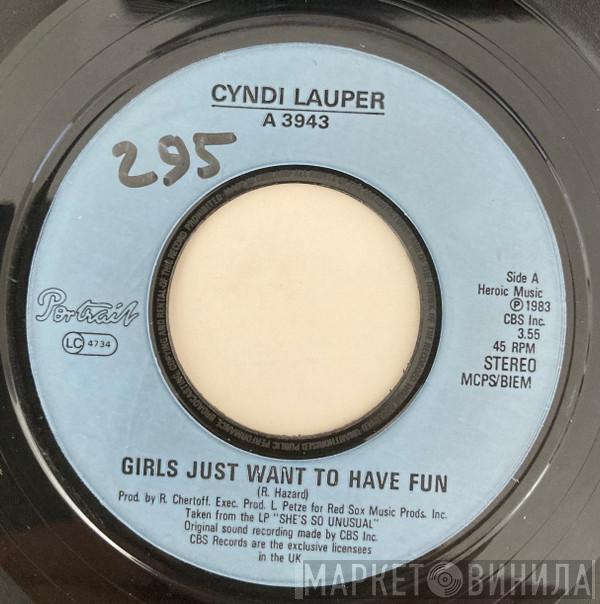 CYNDI LAUPER
A 3943
295
Side A
Heroic Music
Ⓟ 1983
CBS Inc.
3.55
45 RPM
STEREO
MCPS/BIEM
Portrait
LC 4734
GIRLS JUST WANT TO HAVE FUN
(R. Hazard)
Prod. by R. Chertoff. Exec. Prod. L. Petze for Red Sox Music Prods. Inc.
Taken from the LP "SHE'S SO UNUSUAL"
Original sound recording made by CBS Inc.
CBS Records are the exclusive licensees
in the UK
МАРКЕТ ВИНИЛА